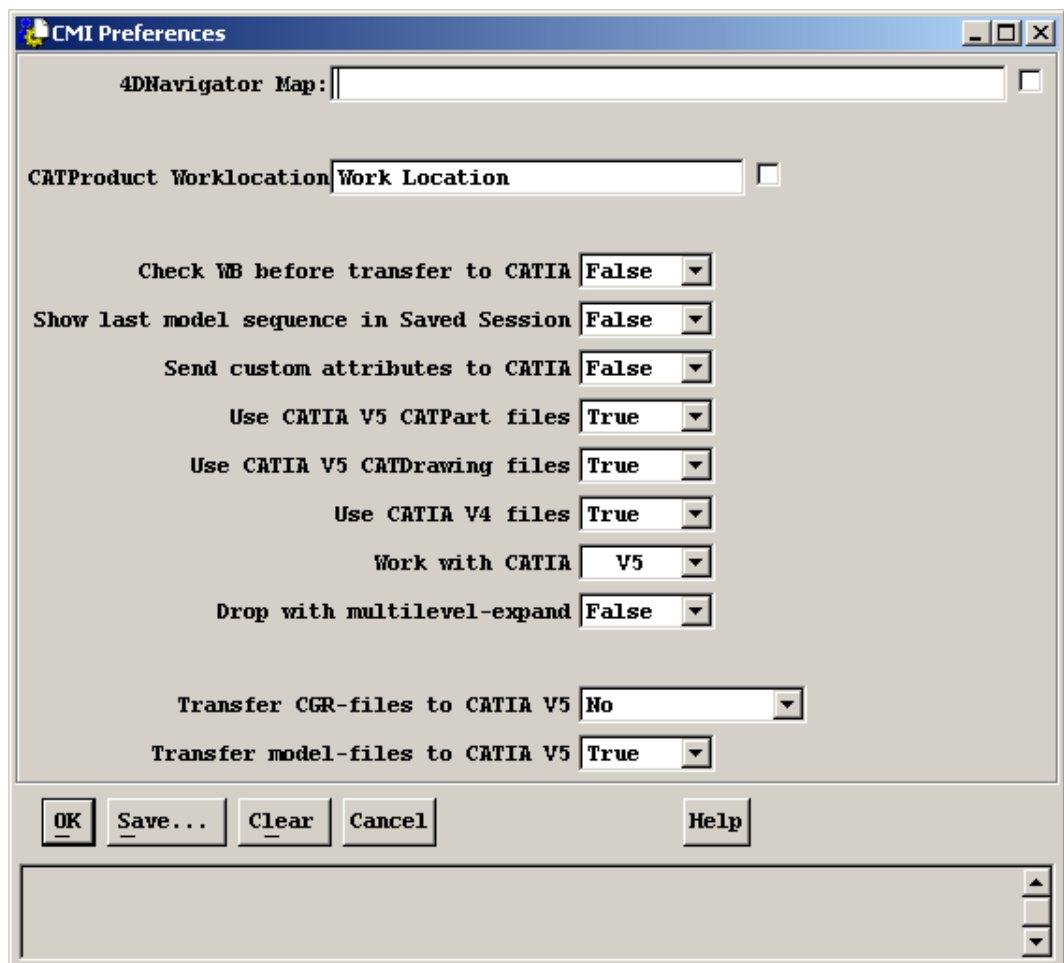 CMI Preferences
4DNavigator Map:
CATProduct Worklocation Work Location
Check WB before transfer to CATIA False
Show last model sequence in Saved Session False
Send custom attributes to CATIA False
Use CATIA V5 CATPart files True
Use CATIA V5 CATDrawing files True
Use CATIA V4 files True
Work with CATIA V5
Drop with multilevel-expand False
Transfer CGR-files to CATIA V5 No
Transfer model-files to CATIA V5 True
OK Save... Clear Cancel Help